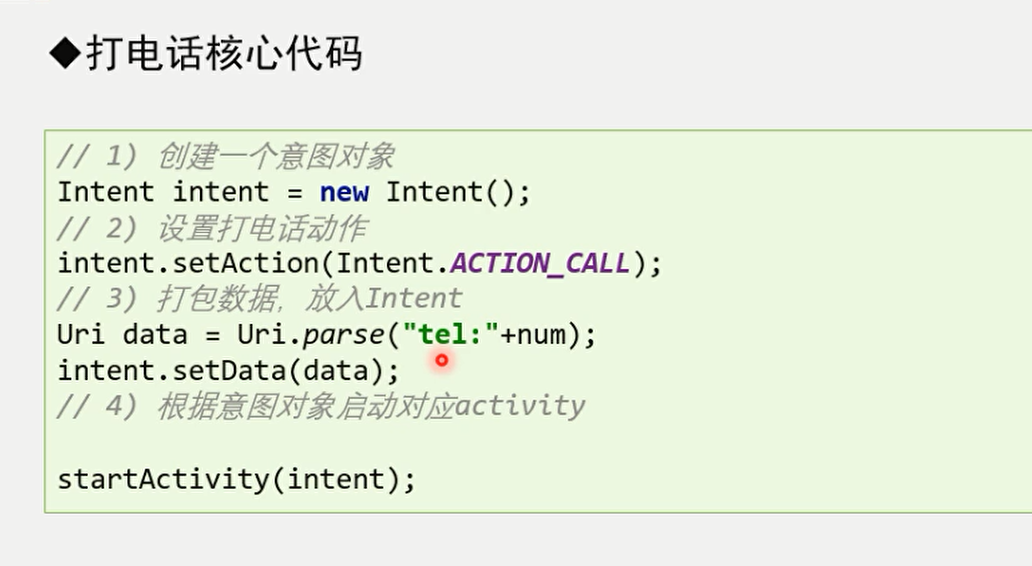 ◆打电话核心代码
// 1) 创建一个意图对象
Intent intent = new Intent();
// 2) 设置打电话动作
intent.setAction(Intent.ACTION_CALL);
// 3) 打包数据，放入Intent
Uri data = Uri.parse("tel:"+num);
intent.setData(data);
// 4) 根据意图对象启动对应activity
startActivity(intent);